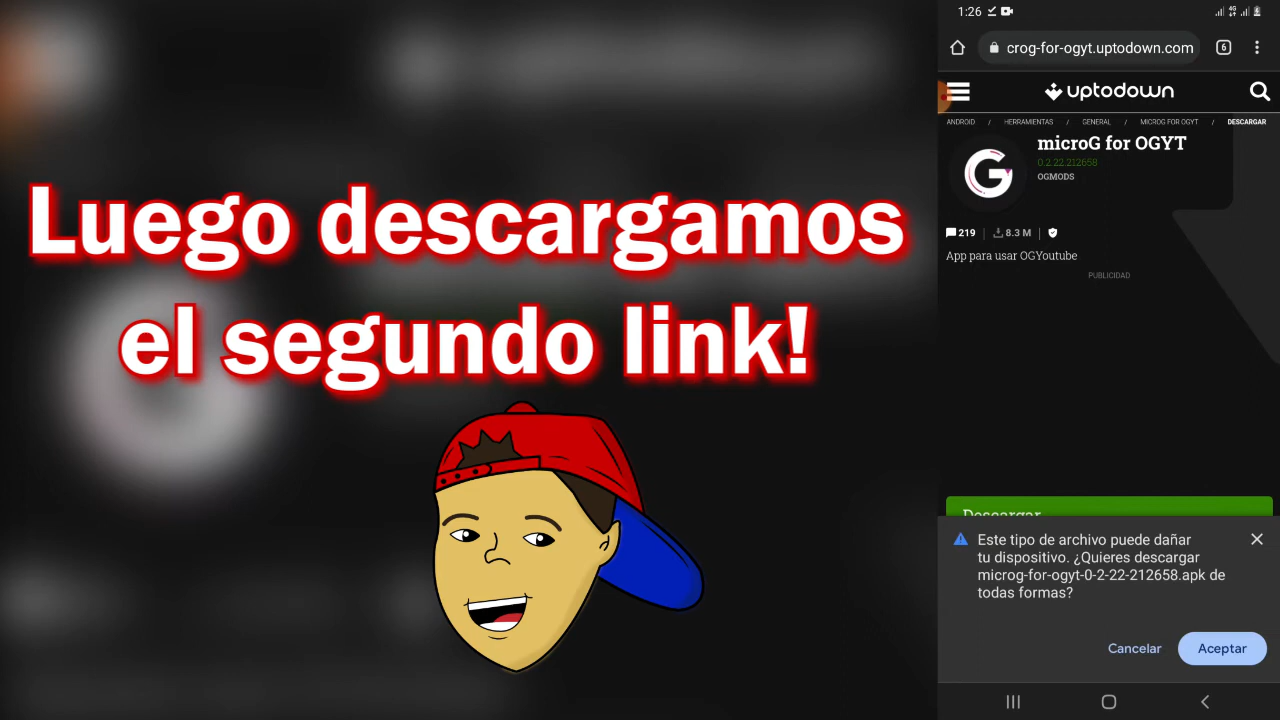 Luego descargamos
el segundo link!
1:26
4G
crog-for-ogyt.uptodown.com
6
uptodown
ANDROID / HERRAMIENTAS / GENERAL / MICROG FOR OGYT / DESCARGAR
microG for OGYT
0.2.22.212658
OGMODS
219 | 8.3 M |
App para usar OGYoutube
PUBLICIDAD
Descargar
Este tipo de archivo puede dañar
tu dispositivo. ¿Quieres descargar
microg-for-ogyt-0-2-22-212658.apk de
todas formas?
Cancelar Aceptar